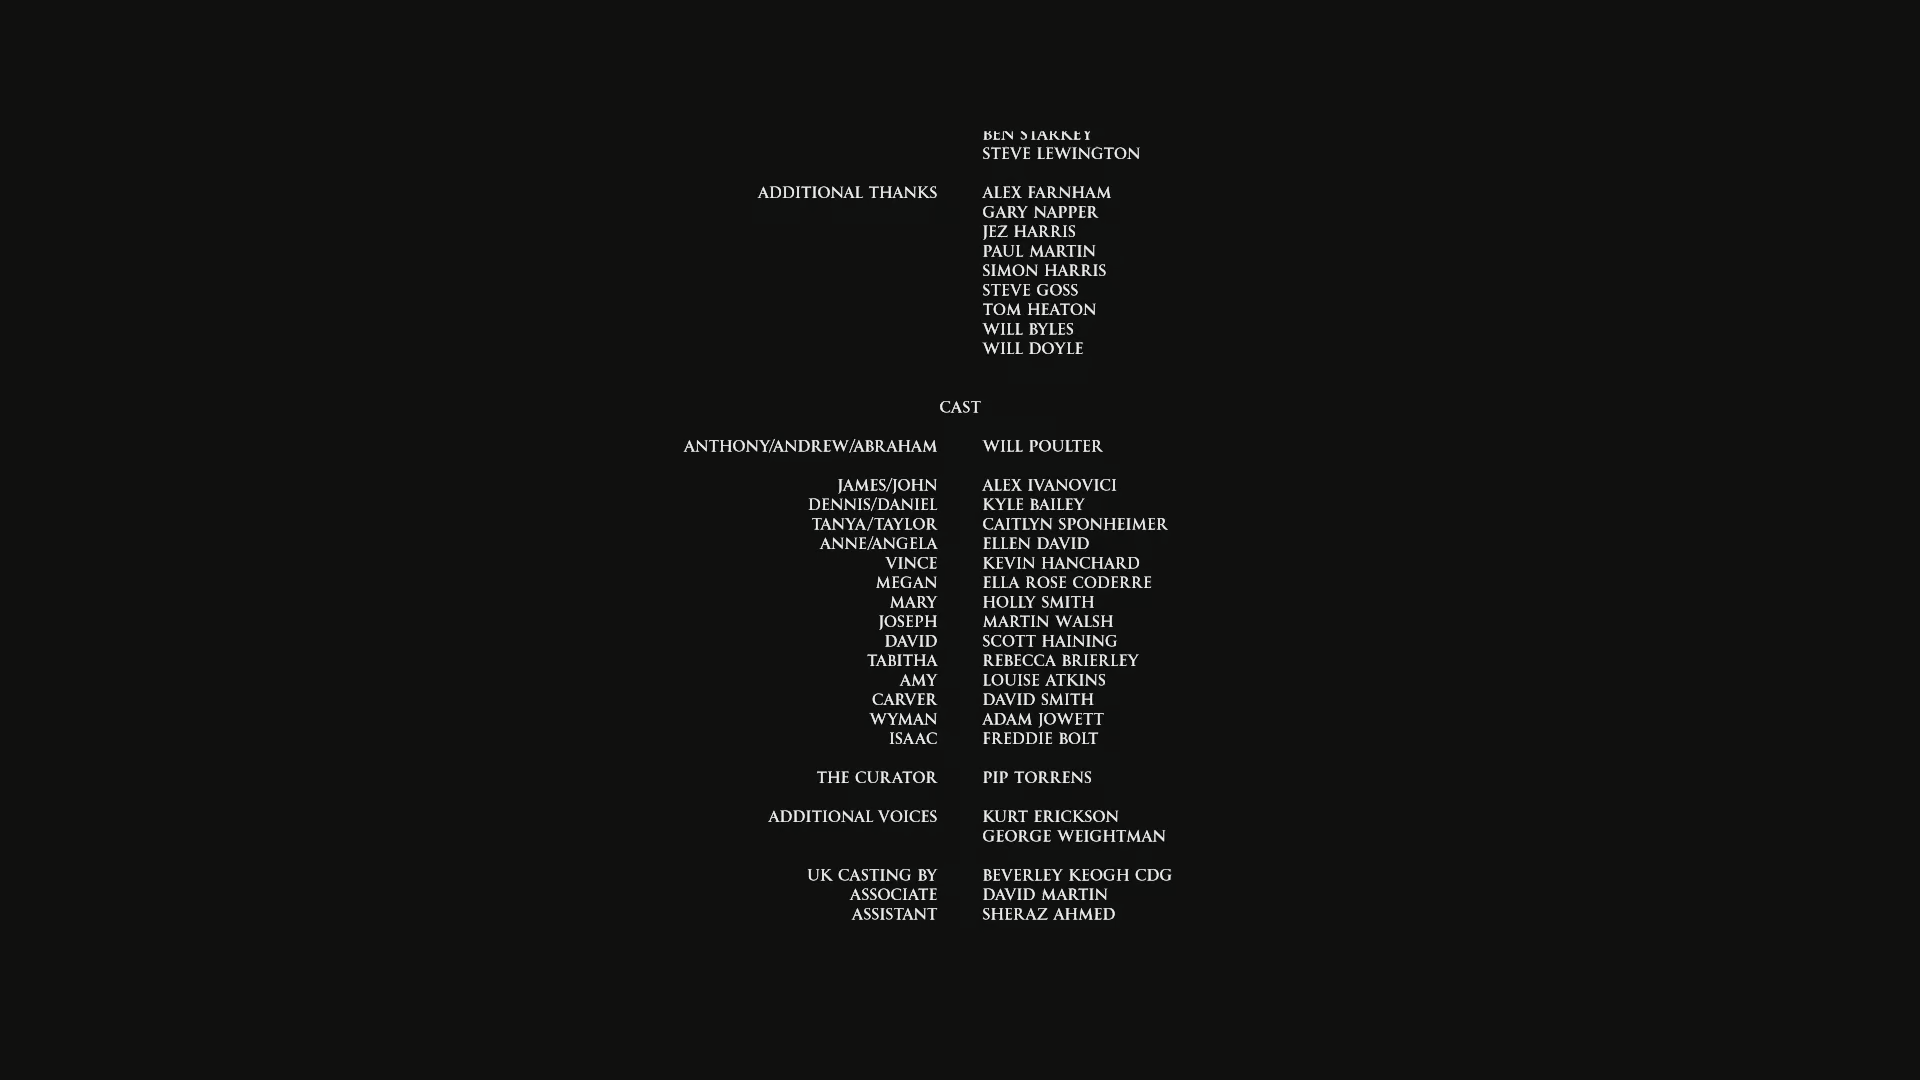 BEN STARKEY
STEVE LEWINGTON
ADDITIONAL THANKS ALEX FARNHAM
GARY NAPPER
JEZ HARRIS
PAUL MARTIN
SIMON HARRIS
STEVE GOSS
TOM HEATON
WILL BYLES
WILL DOYLE
CAST
ANTHONY/ANDREW/ABRAHAM WILL POULTER
JAMES/JOHN ALEX IVANOVICI
DENNIS/DANIEL KYLE BAILEY
TANYA/TAYLOR CAITLYN SPONHEIMER
ANNE/ANGELA ELLEN DAVID
VINCE KEVIN HANCHARD
MEGAN ELLA ROSE CODERRE
MARY HOLLY SMITH
JOSEPH MARTIN WALSH
DAVID SCOTT HAINING
TABITHA REBECCA BRIERLEY
AMY LOUISE ATKINS
CARVER DAVID SMITH
WYMAN ADAM JOWETT
ISAAC FREDDIE BOLT
THE CURATOR PIP TORRENS
ADDITIONAL VOICES KURT ERICKSON
GEORGE WEIGHTMAN
UK CASTING BY BEVERLEY KEOGH CDG
ASSOCIATE DAVID MARTIN
ASSISTANT SHERAZ AHMED